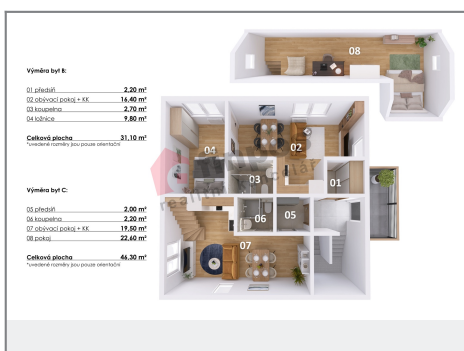 Výměra byt B:
01 předsíň 2,20 m²
02 obývací pokoj + KK 16,40 m²
03 koupelna 2,70 m²
04 ložnice 9,80 m²
Celková plocha 31,10 m²
*uvedené rozměry jsou pouze orientační
Výměra byt C:
05 předsíň 2,00 m²
06 koupelna 2,20 m²
07 obývací pokoj + KK 19,50 m²
08 pokoj 22,60 m²
Celková plocha 46,30 m²
*uvedené rozměry jsou pouze orientační
08
04
02
03
01
06
05
07